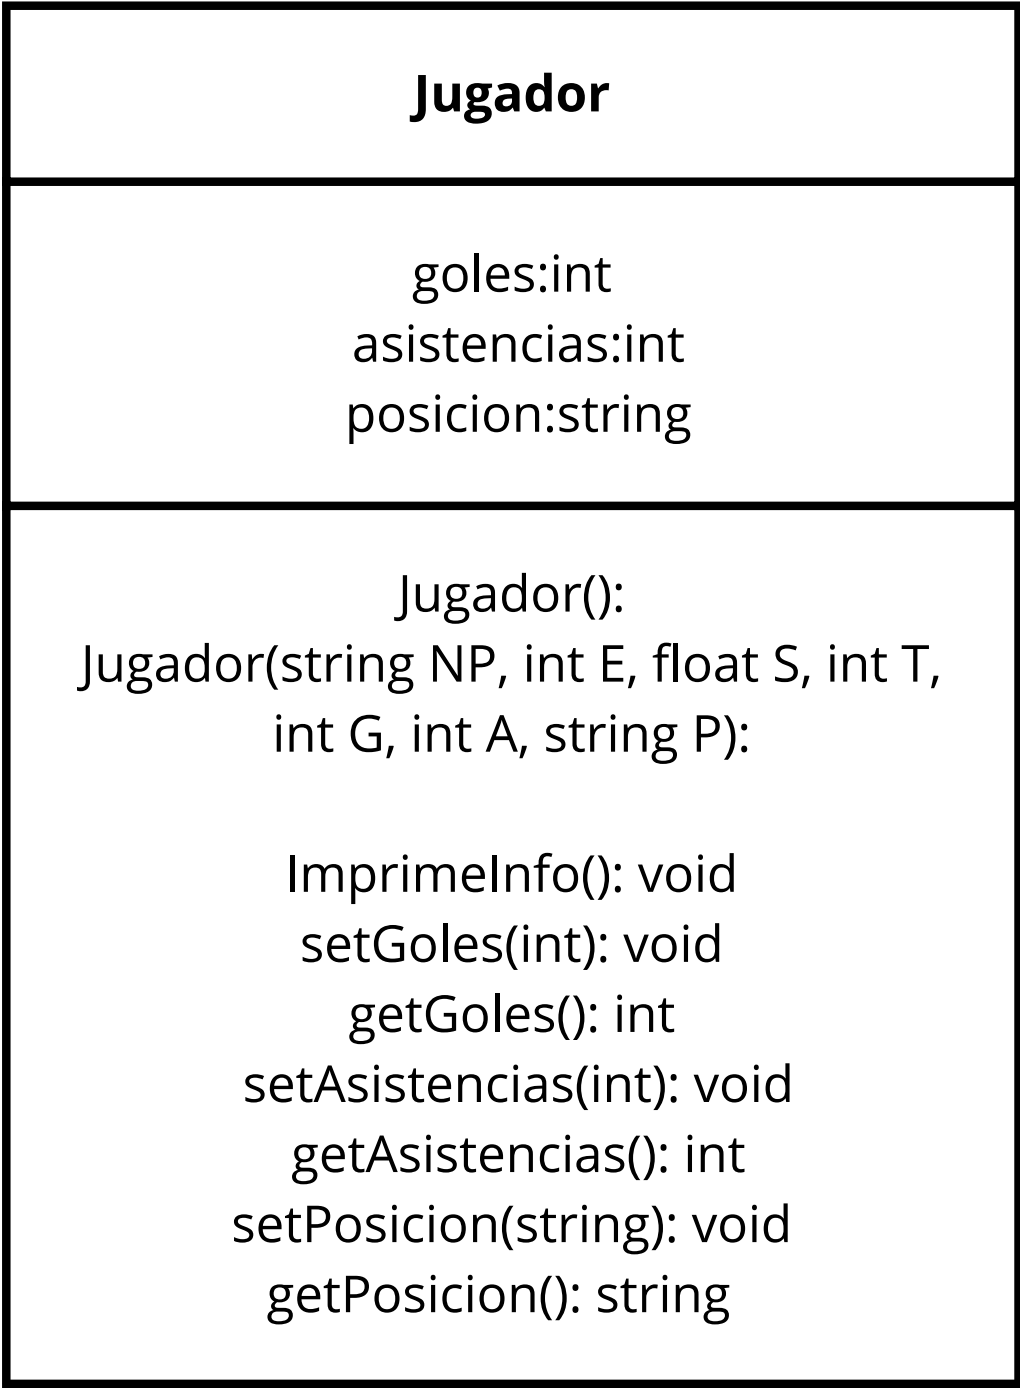 Jugador
goles:int
asistencias:int
posicion:string
Jugador():
Jugador(string NP, int E, float S, int T,
int G, int A, string P):
ImprimeInfo(): void
setGoles(int): void
getGoles(): int
setAsistencias(int): void
getAsistencias(): int
setPosicion(string): void
getPosicion(): string